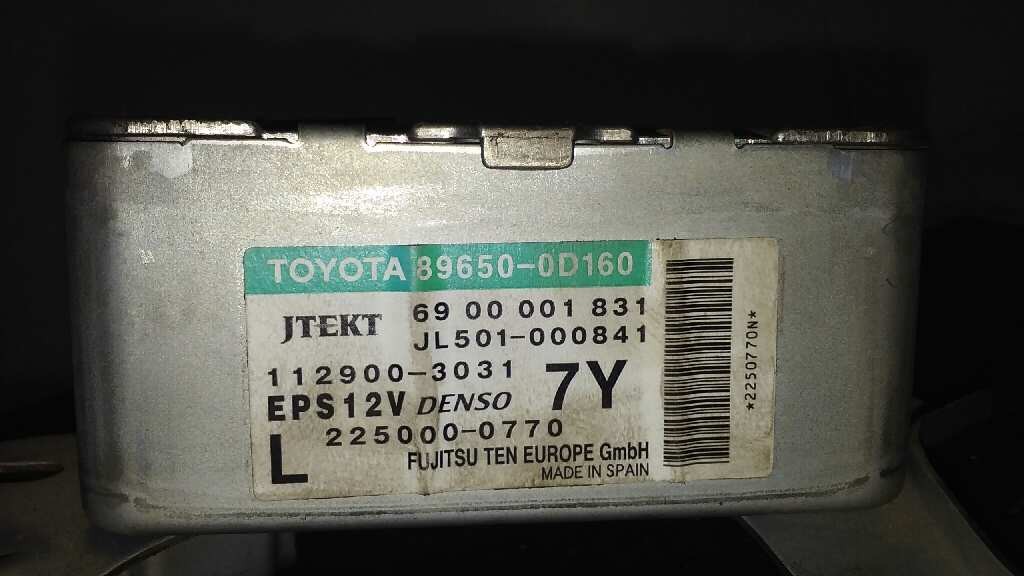 TOYOTA 89650-0D160
JTEKT 69 00 001 831
JL501-000841
112900-3031 7Y
EPS12V DENSO
L 225000-0770
FUJITSU TEN EUROPE GmbH
MADE IN SPAIN
*2250770N*